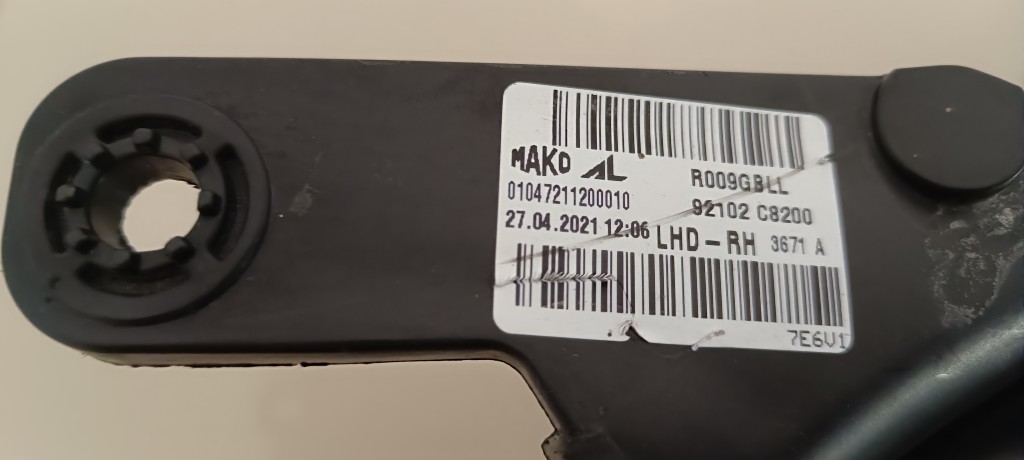 MAKO AL
R009GBLL
01047211200010
92102 C8200
27.04.2021 12:06
LHD-RH 3671 A
7E6V1